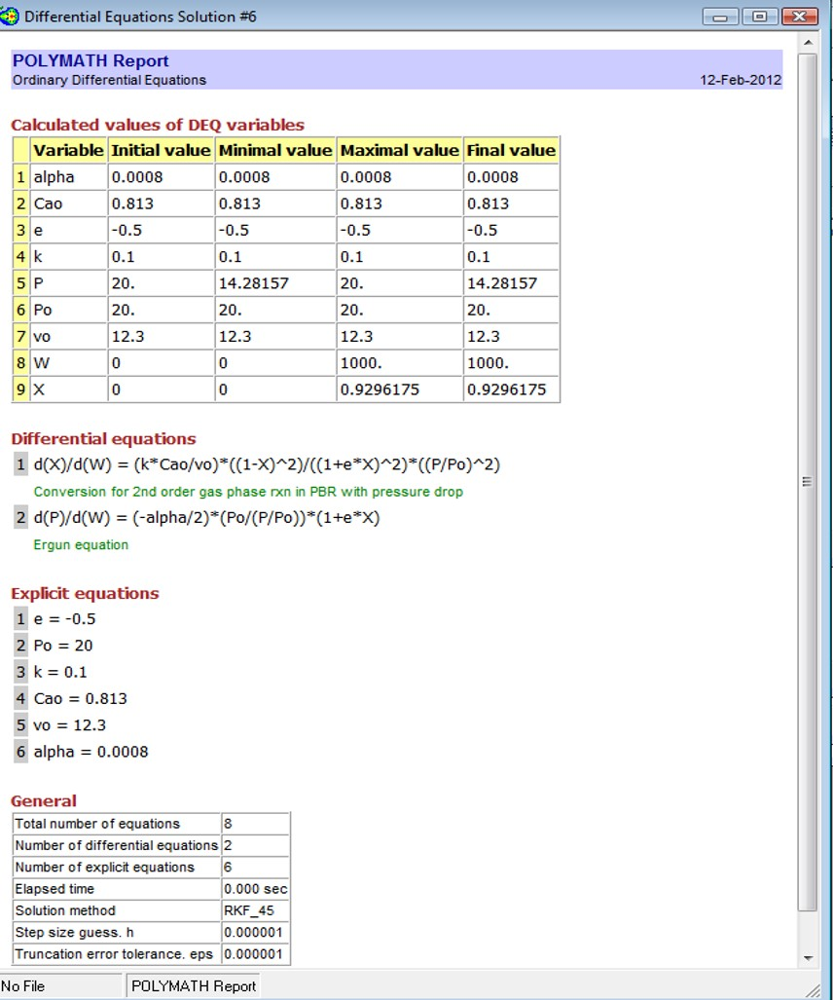 Differential Equations Solution #6
POLYMATH Report
Ordinary Differential Equations 12-Feb-2012
Calculated values of DEQ variables
Variable Initial value Minimal value Maximal value Final value
1 alpha 0.0008 0.0008 0.0008 0.0008
2 Cao 0.813 0.813 0.813 0.813
3 e -0.5 -0.5 -0.5 -0.5
4 k 0.1 0.1 0.1 0.1
5 P 20. 14.28157 20. 14.28157
6 Po 20. 20. 20. 20.
7 vo 12.3 12.3 12.3 12.3
8 W 0 0 1000. 1000.
9 X 0 0 0.9296175 0.9296175
Differential equations
1 d(X)/d(W) = (k*Cao/vo)*((1-X)^2)/((1+e*X)^2)*((P/Po)^2)
Conversion for 2nd order gas phase rxn in PBR with pressure drop
2 d(P)/d(W) = (-alpha/2)*(Po/(P/Po))*(1+e*X)
Ergun equation
Explicit equations
1 e = -0.5
2 Po = 20
3 k = 0.1
4 Cao = 0.813
5 vo = 12.3
6 alpha = 0.0008
General
Total number of equations 8
Number of differential equations 2
Number of explicit equations 6
Elapsed time 0.000 sec
Solution method RKF_45
Step size guess. h 0.000001
Truncation error tolerance. eps 0.000001
No File POLYMATH Report